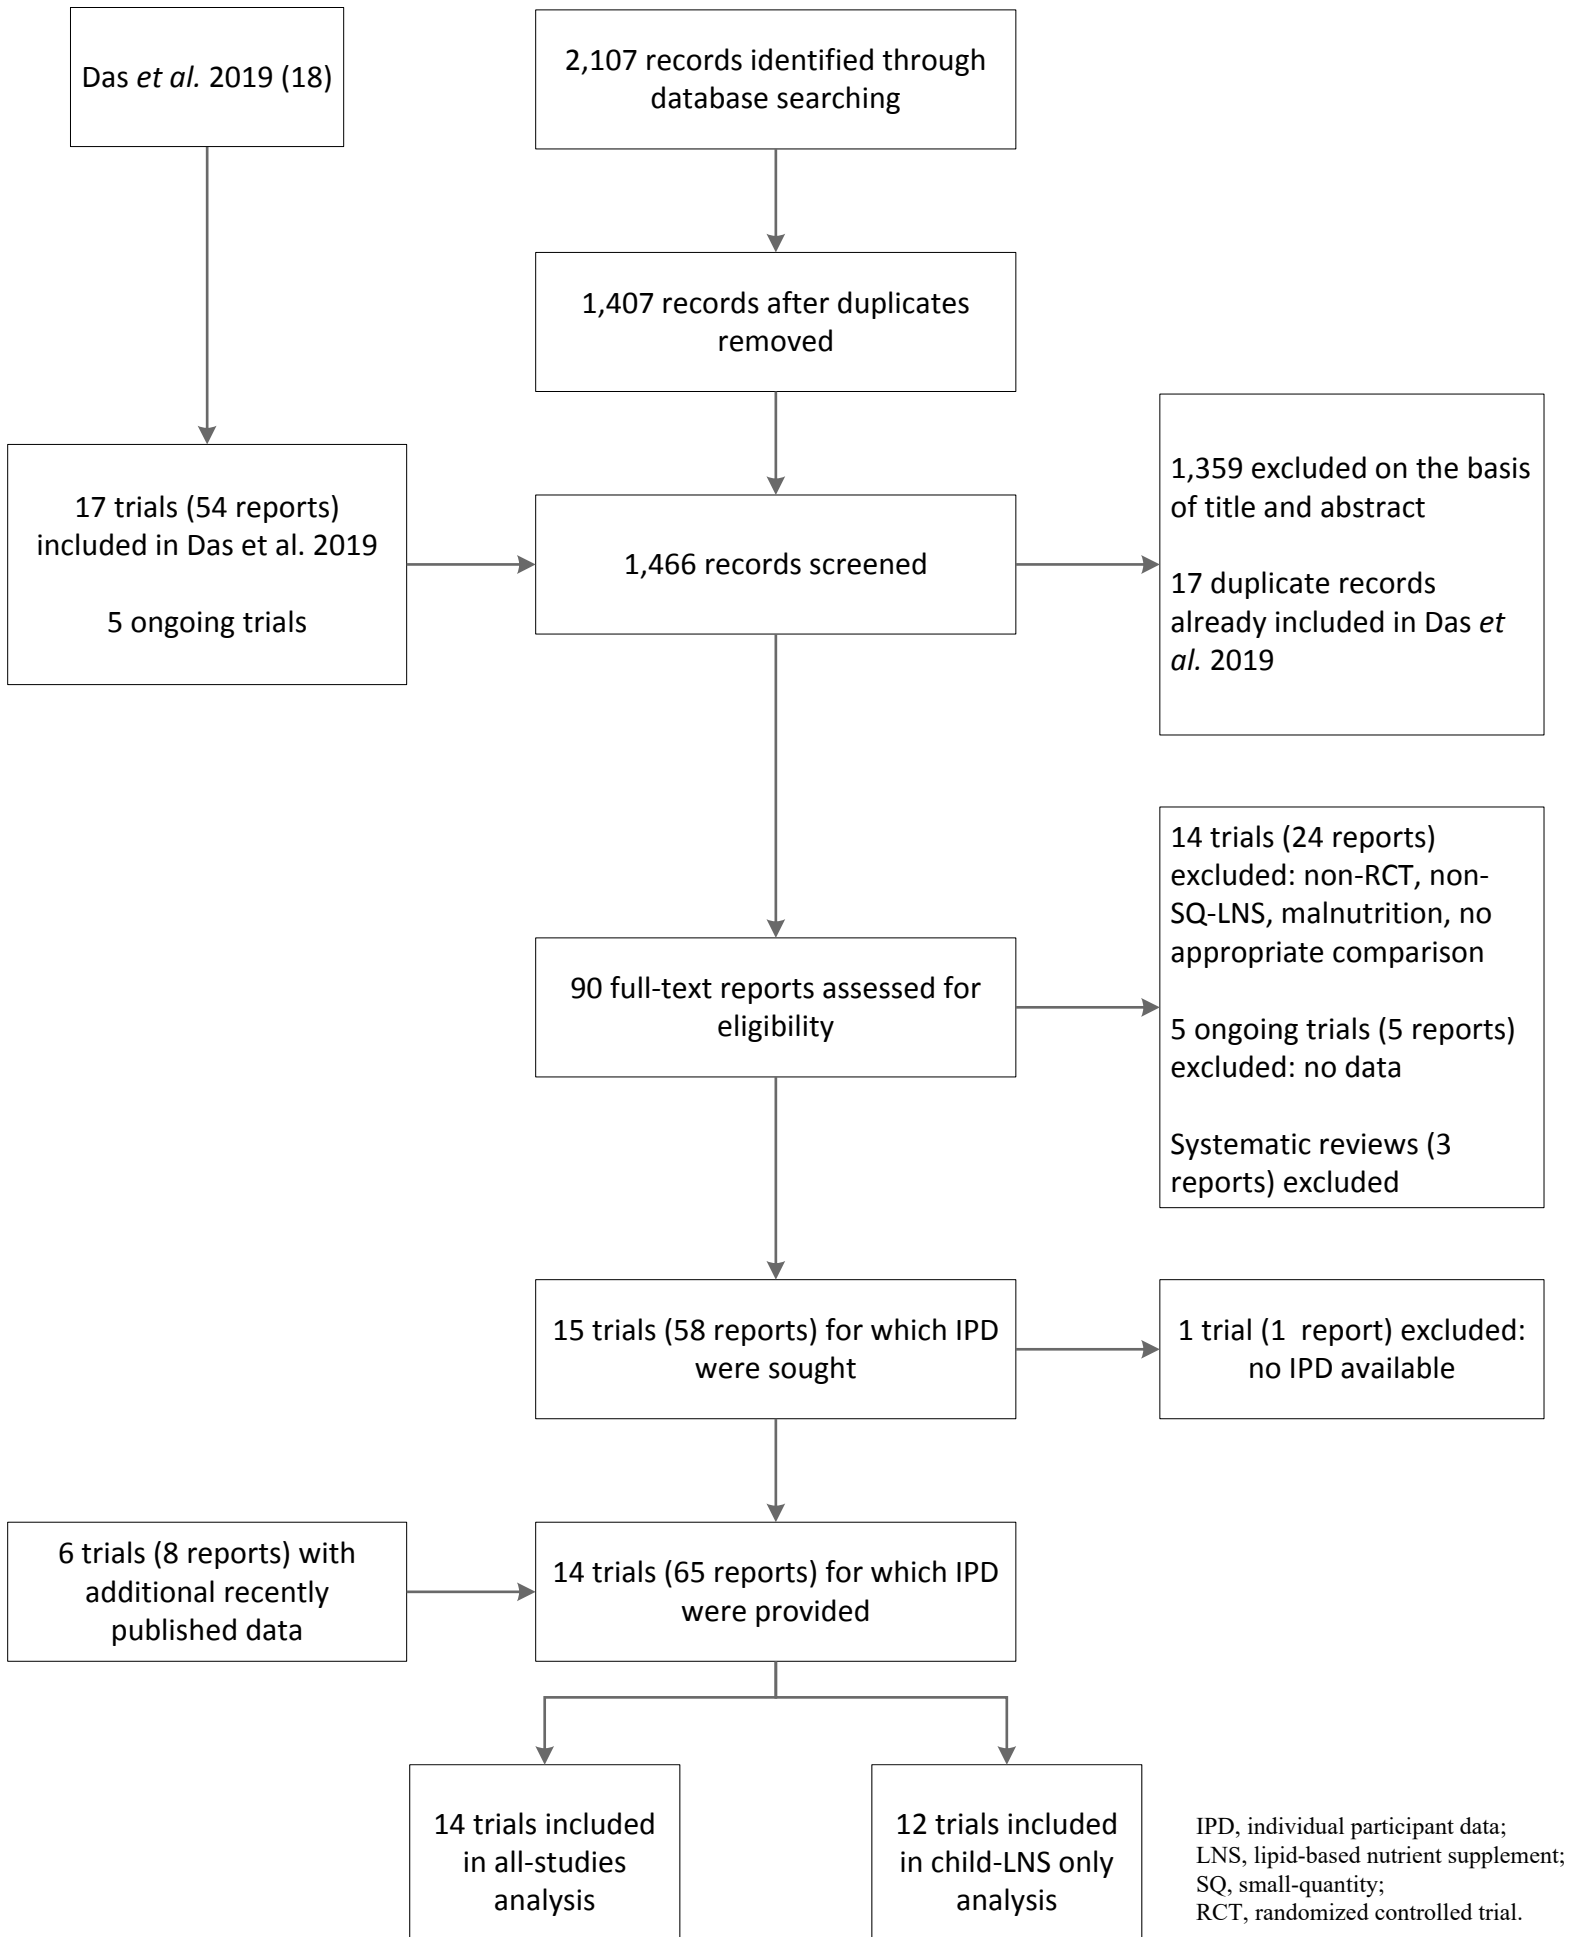 Das et al. 2019 (18)
2,107 records identified through
database searching
1,407 records after duplicates
removed
17 trials (54 reports)
included in Das et al. 2019
5 ongoing trials
1,466 records screened
1,359 excluded on the basis
of title and abstract
17 duplicate records
already included in Das et
al. 2019
90 full-text reports assessed for
eligibility
14 trials (24 reports)
excluded: non-RCT, non-
SQ-LNS, malnutrition, no
appropriate comparison
5 ongoing trials (5 reports)
excluded: no data
Systematic reviews (3
reports) excluded
15 trials (58 reports) for which IPD
were sought
1 trial (1  report) excluded:
no IPD available
6 trials (8 reports) with
additional recently
published data
14 trials (65 reports) for which IPD
were provided
14 trials included
in all-studies
analysis
12 trials included
in child-LNS only
analysis
IPD, individual participant data;
LNS, lipid-based nutrient supplement;
SQ, small-quantity;
RCT, randomized controlled trial.